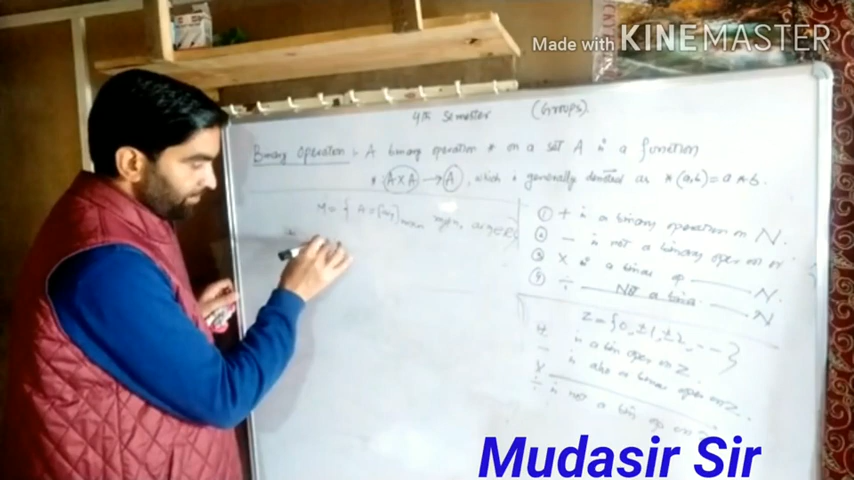 Made with KINEMASTER
4th Semester (Groups).
Binary Operation :- A binary operation * on a set A is a function
* : A × A → A, which is generally denoted as *(a,b) = a * b.
M = { A = [aij]m×n
① + is a binary operation on N.
② − is not a binary oper on
③ × is a binary op —— N.
④ ÷ —— Not a —— N
Z = {0, ±1, ±2, - - }
+ is a bin oper on Z.
− is also a binary oper on Z.
×
÷ is not a bin op on
Mudasir Sir